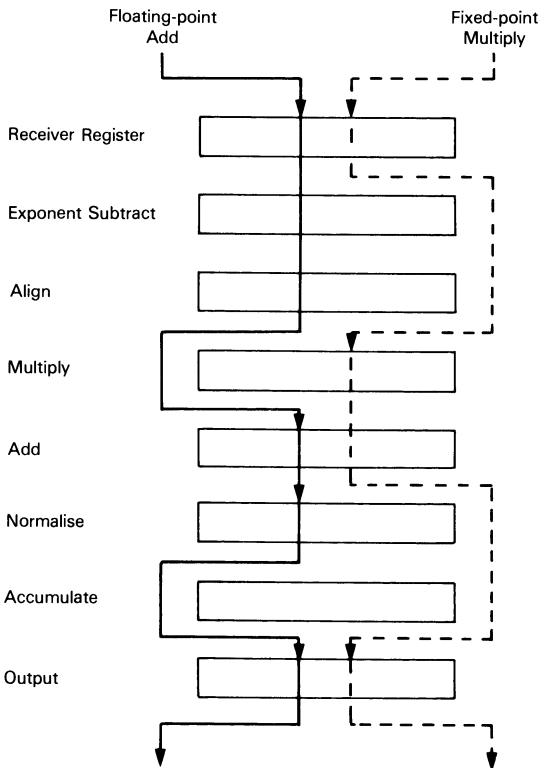 Floating-point
Add
Fixed-point
Multiply
Receiver Register
Exponent Subtract
Align
Multiply
Add
Normalise
Accumulate
Output